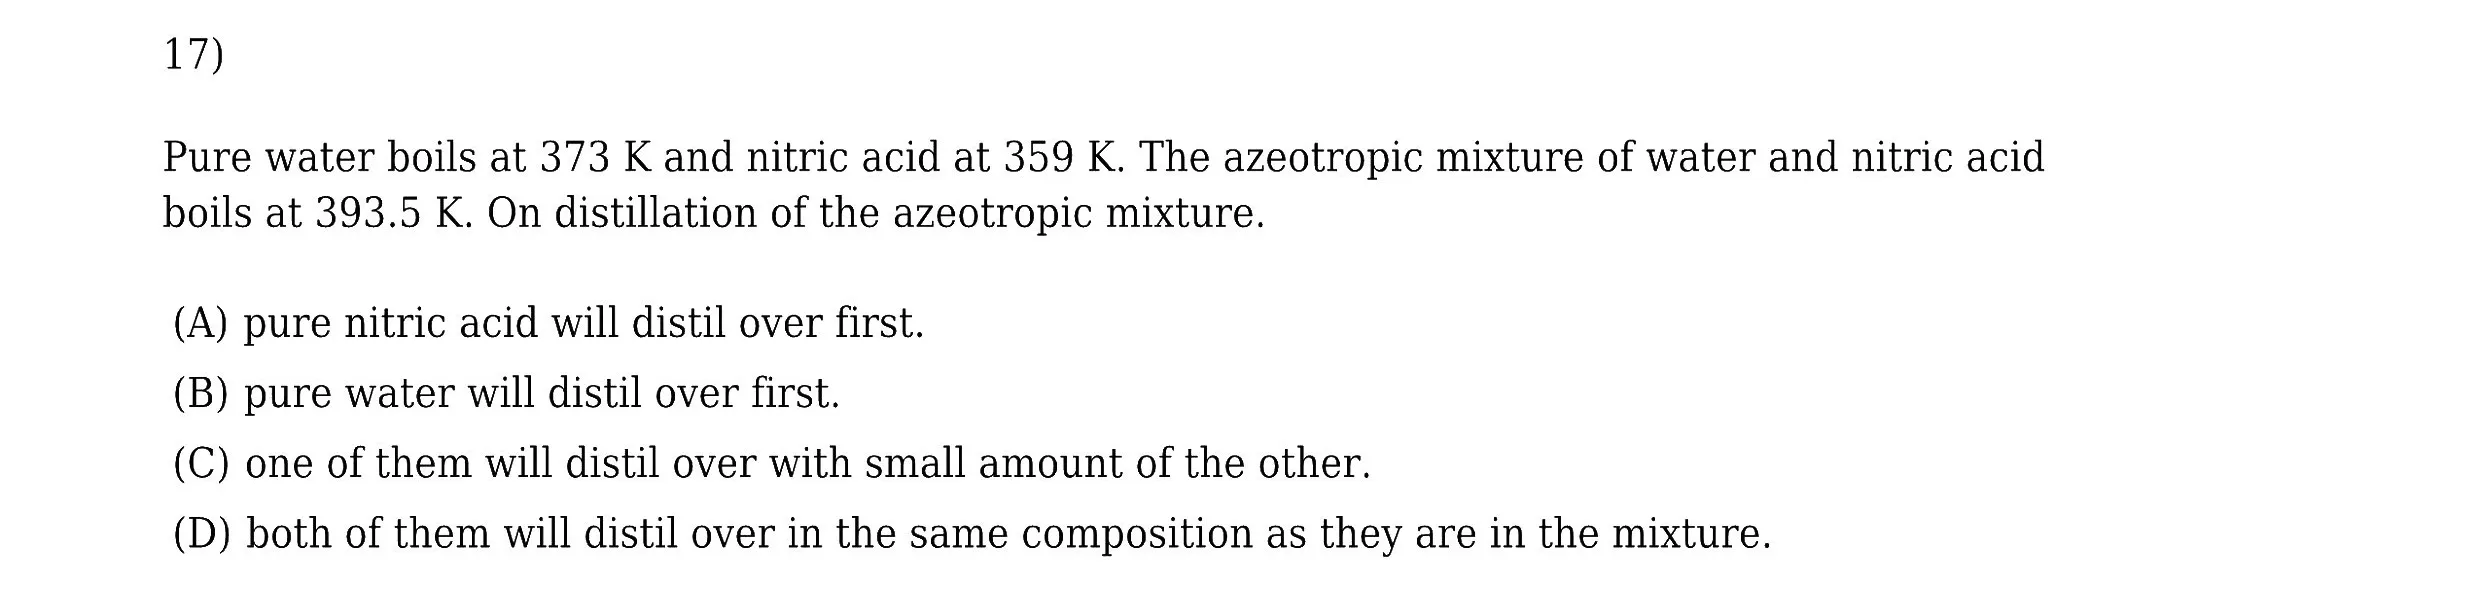 17)
Pure water boils at 373 K and nitric acid at 359 K. The azeotropic mixture of water and nitric acid
boils at 393.5 K. On distillation of the azeotropic mixture.
(A) pure nitric acid will distil over first.
(B) pure water will distil over first.
(C) one of them will distil over with small amount of the other.
(D) both of them will distil over in the same composition as they are in the mixture.